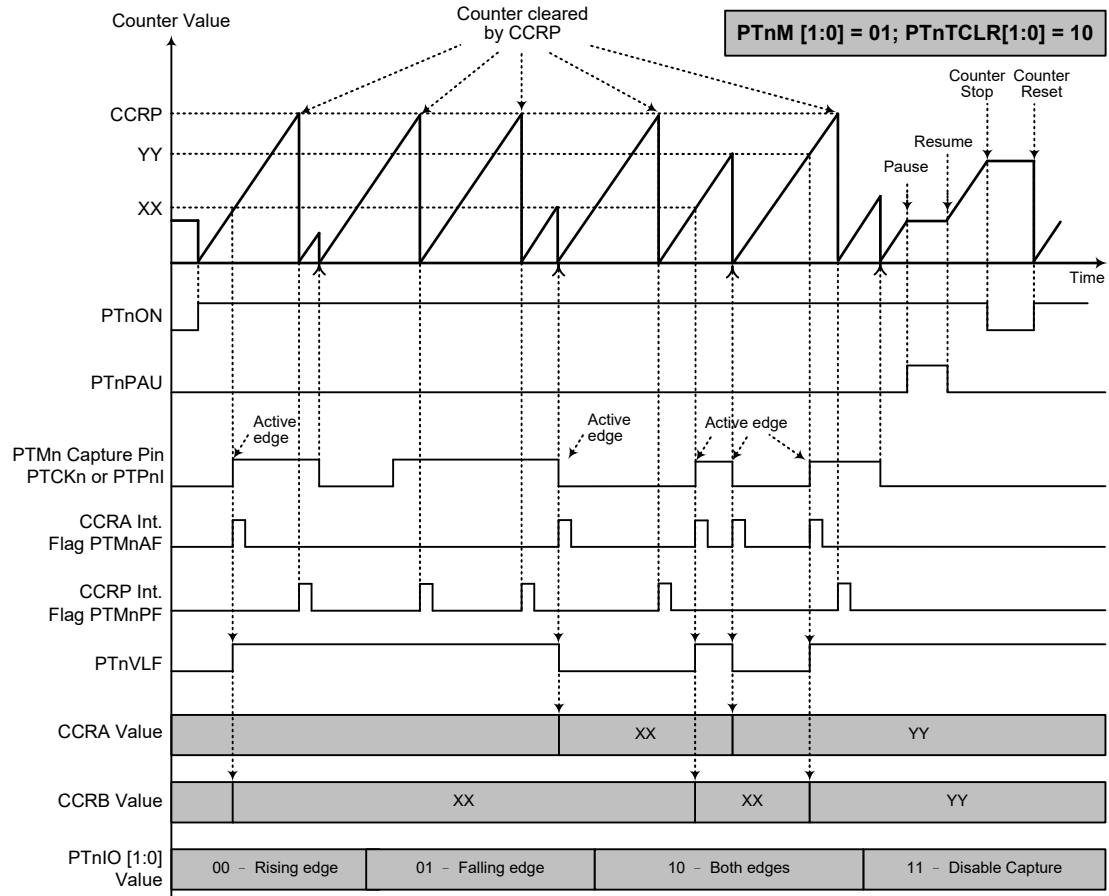 Counter Value
Counter cleared
by CCRP
PTnM [1:0] = 01; PTnTCLR[1:0] = 10
Counter
Stop
Counter
Reset
CCRP
YY
XX
Pause
Resume
Time
PTnON
PTnPAU
Active
edge
Active
edge
Active edge
PTMn Capture Pin
PTCKn or PTPnI
CCRA Int.
Flag PTMnAF
CCRP Int.
Flag PTMnPF
PTnVLF
CCRA Value
XX
YY
CCRB Value
XX
XX
YY
PTnIO [1:0]
Value
00 - Rising edge
01 - Falling edge
10 - Both edges
11 - Disable Capture